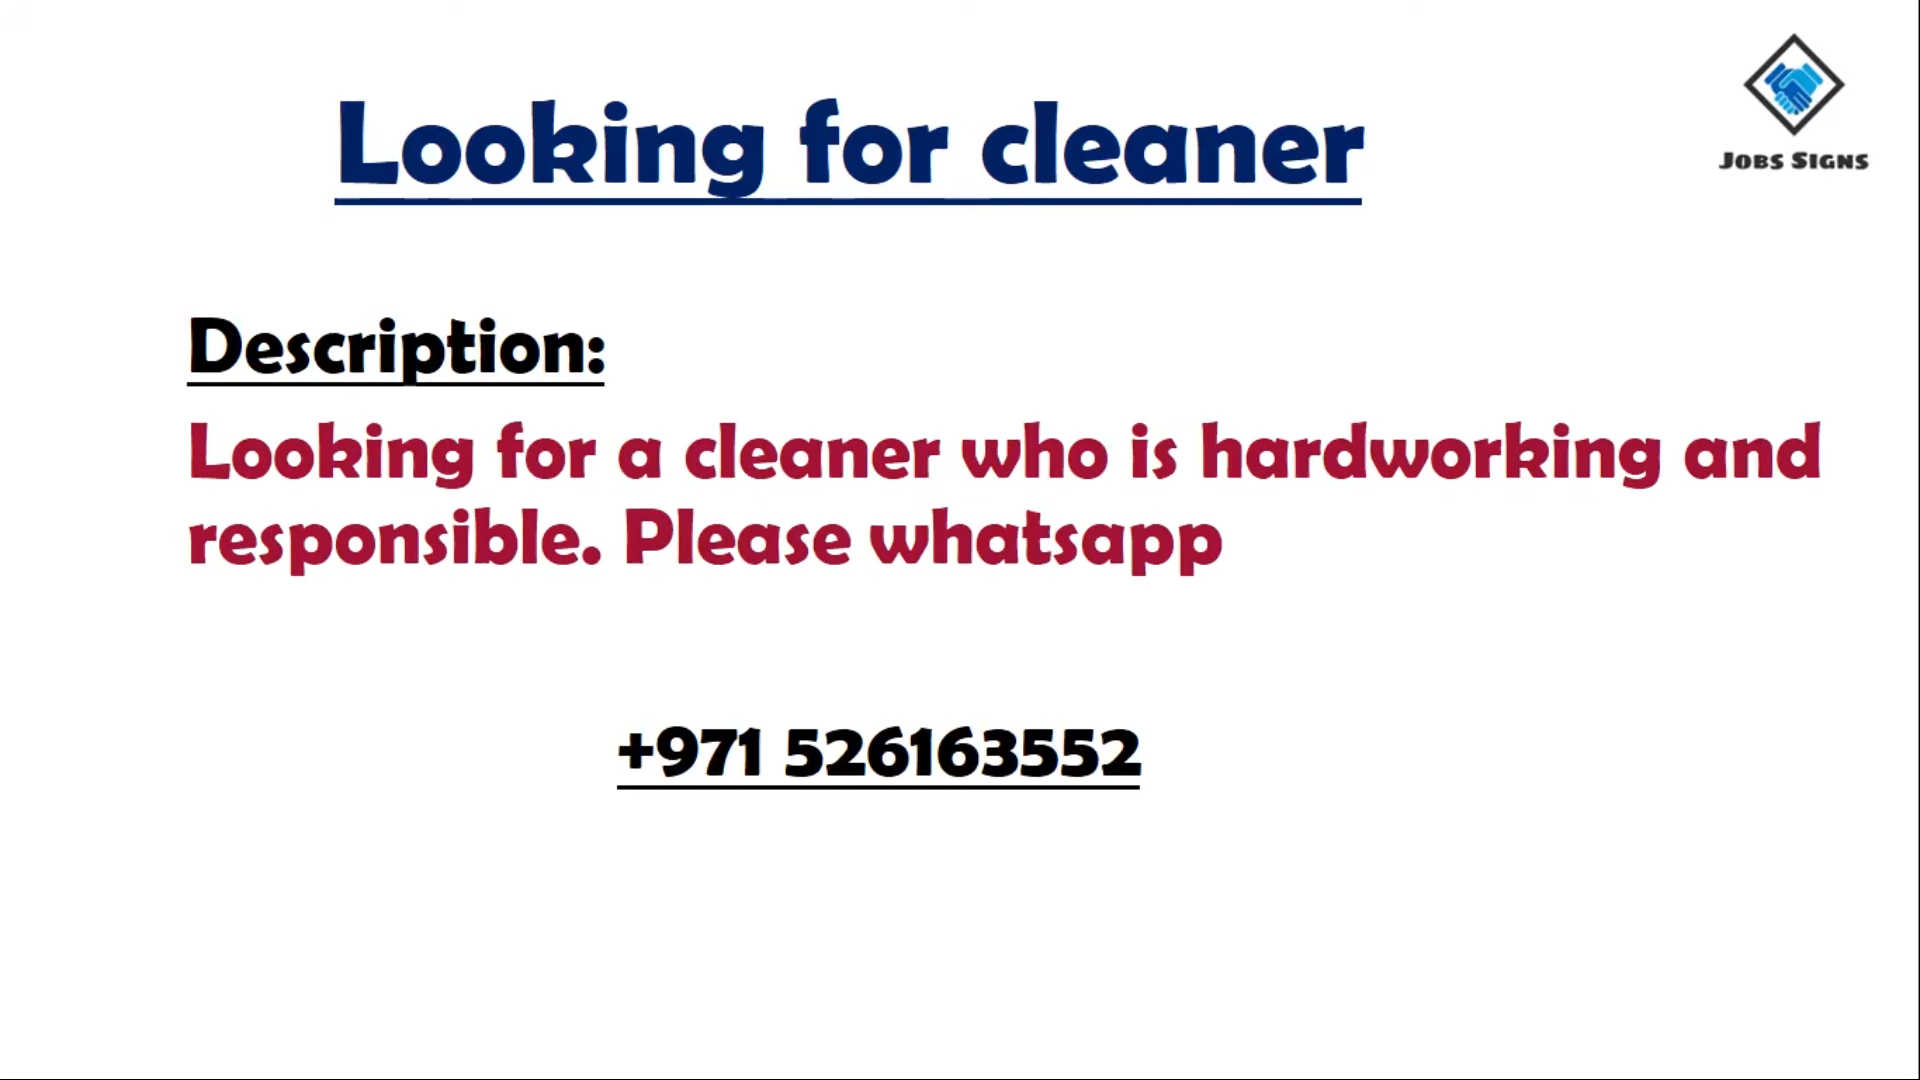 Looking for cleaner
JOBS SIGNS
Description:
Looking for a cleaner who is hardworking and
responsible. Please whatsapp
+971 526163552